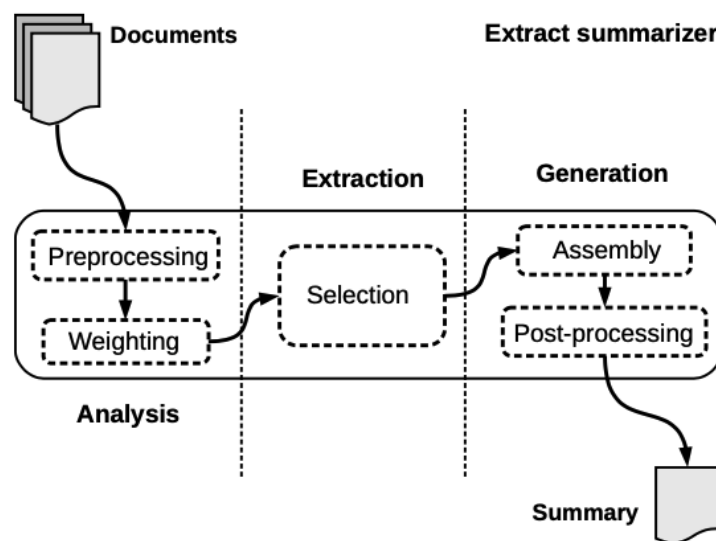 Documents
Extract summarizer
Extraction
Generation
Preprocessing
Weighting
Selection
Assembly
Post-processing
Analysis
Summary